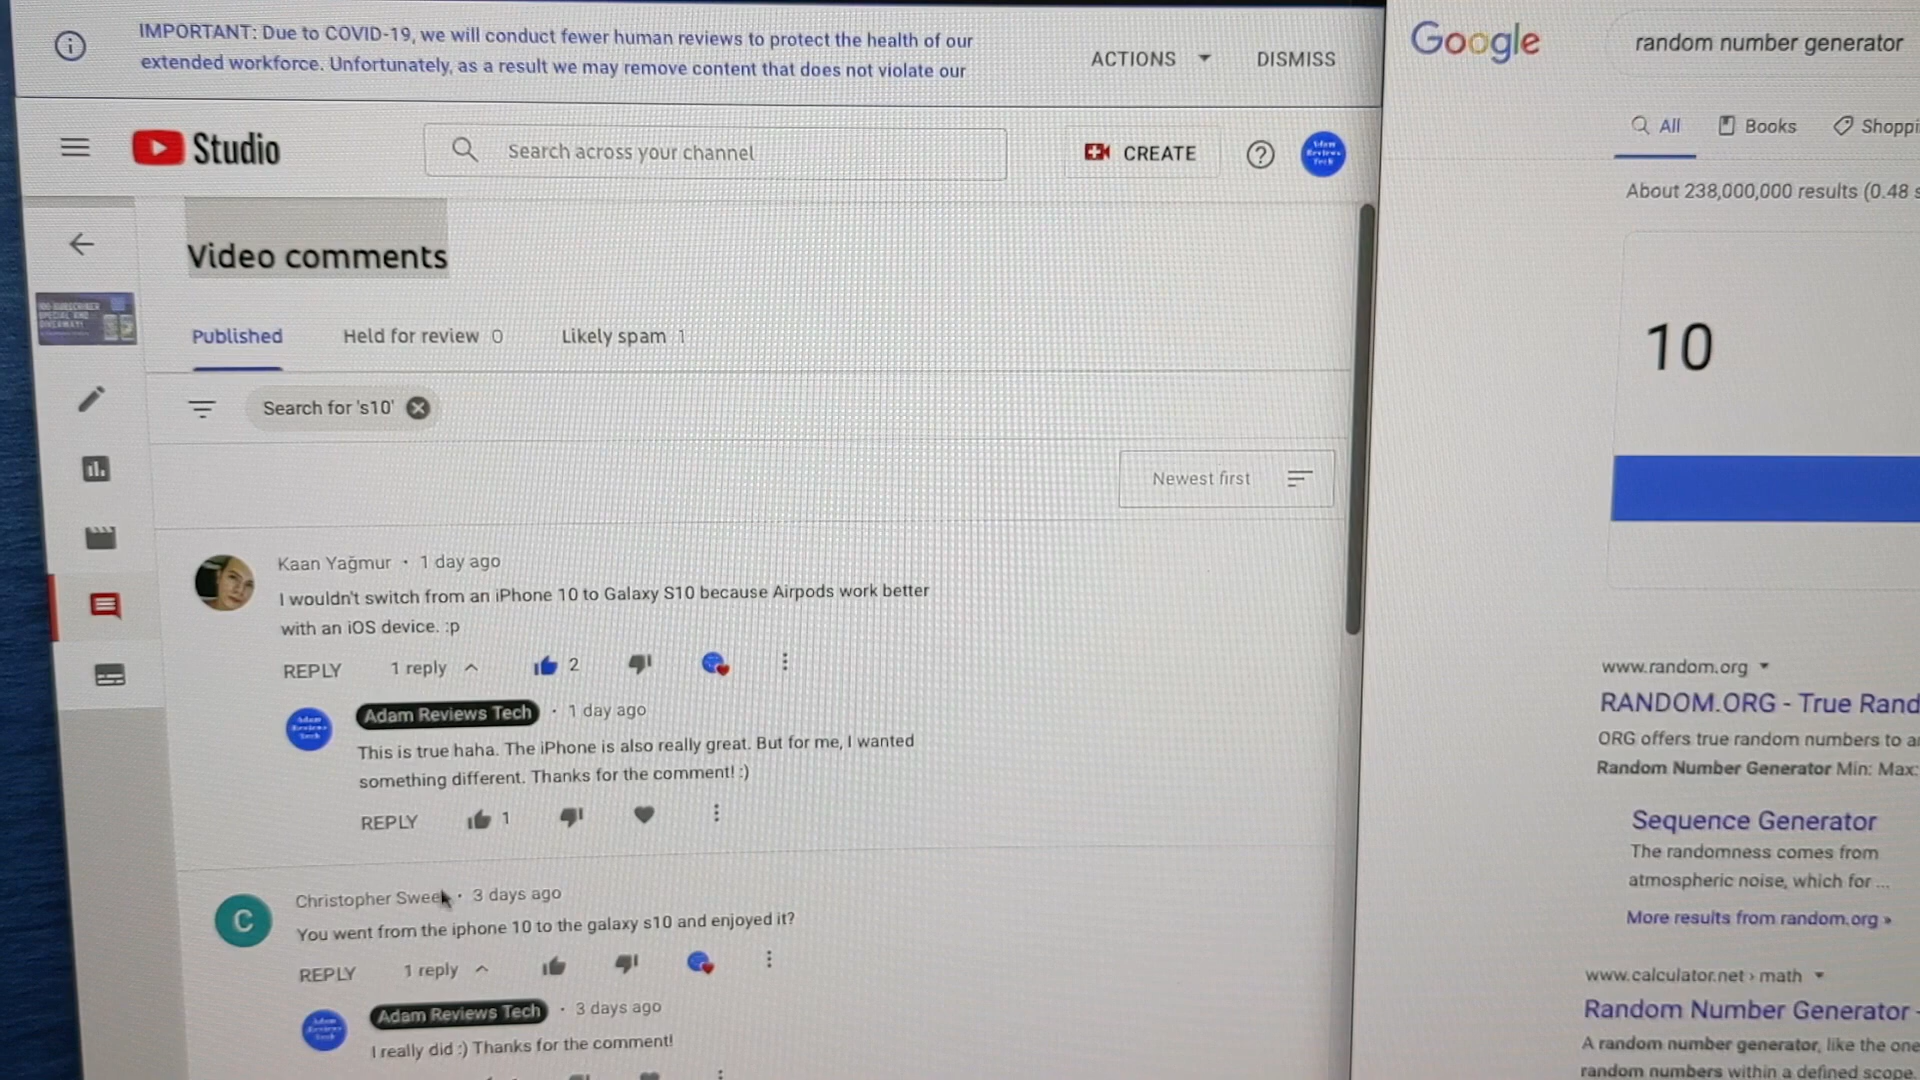 IMPORTANT: Due to COVID-19, we will conduct fewer human reviews to protect the health of our
extended workforce. Unfortunately, as a result we may remove content that does not violate our
ACTIONS
DISMISS
Studio
Search across your channel
CREATE
Adam
Reviews
Tech
Video comments
Published
Held for review 0
Likely spam 1
Search for 's10'
Newest first
Kaan Yağmur · 1 day ago
I wouldn't switch from an iPhone 10 to Galaxy S10 because Airpods work better
with an iOS device. :p
REPLY 1 reply 2
Adam Reviews Tech · 1 day ago
This is true haha. The iPhone is also really great. But for me, I wanted
something different. Thanks for the comment! :)
REPLY 1
C
Christopher Swee · 3 days ago
You went from the iphone 10 to the galaxy s10 and enjoyed it?
REPLY 1 reply
Adam Reviews Tech · 3 days ago
I really did :) Thanks for the comment!
Google
random number generator
All
Books
Shoppi
About 238,000,000 results (0.48 s
10
www.random.org
RANDOM.ORG - True Rand
ORG offers true random numbers to a
Random Number Generator Min: Max:
Sequence Generator
The randomness comes from
atmospheric noise, which for ...
More results from random.org »
www.calculator.net › math
Random Number Generator -
A random number generator, like the one
random numbers within a defined scope.